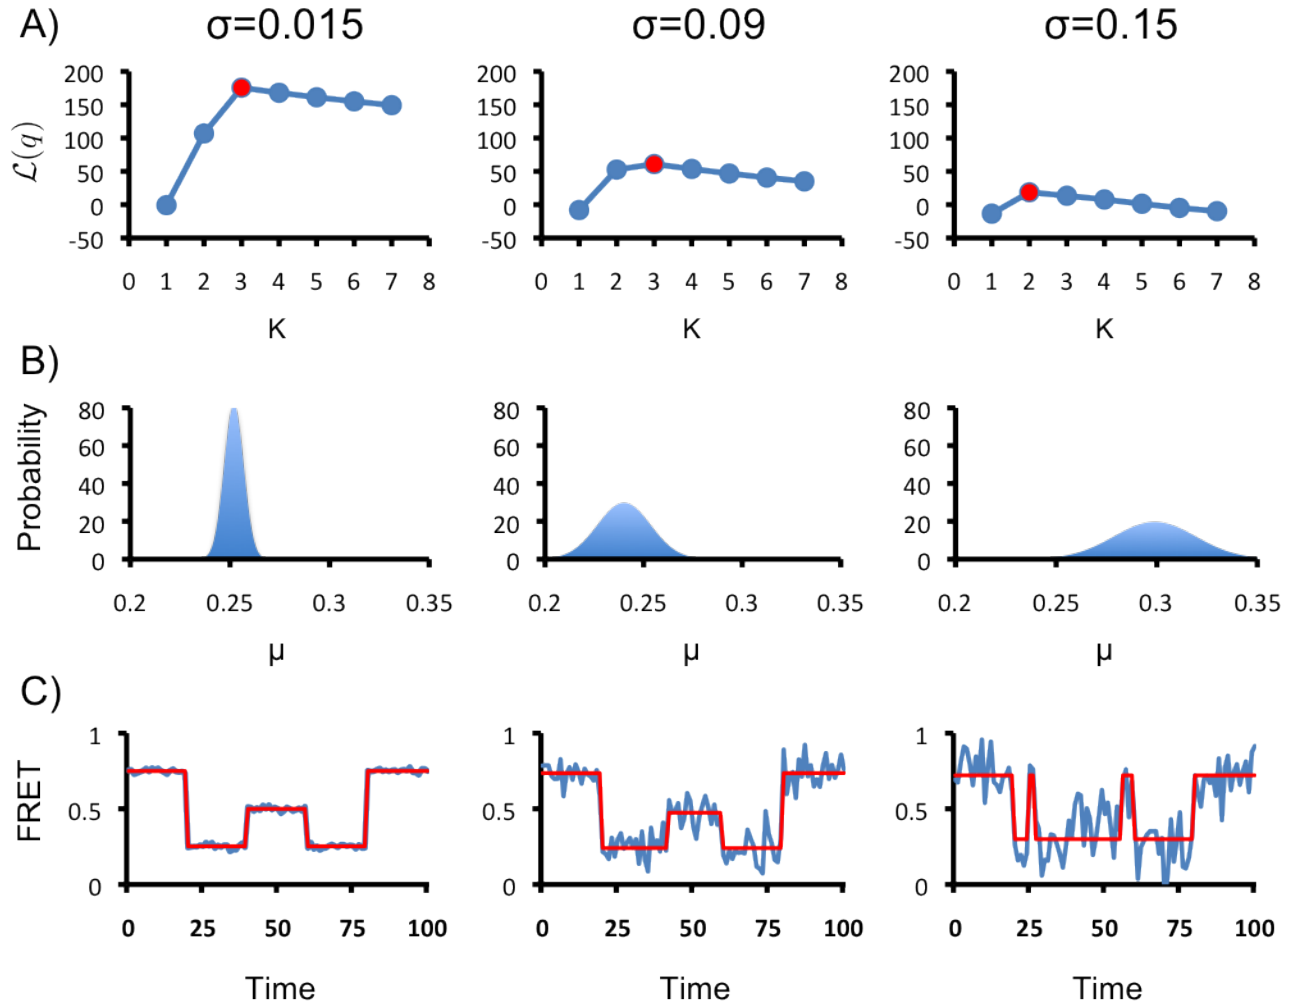 A) σ=0.015 σ=0.09 σ=0.15
200 200 200
150 150 150
100 100 100
50 50 50
0 0 0
-50 -50 -50
ℒ(q)
0 1 2 3 4 5 6 7 8 0 1 2 3 4 5 6 7 8 0 1 2 3 4 5 6 7 8
K K K
B)
80 80 80
60 60 60
40 40 40
20 20 20
0 0 0
Probability
0.2 0.25 0.3 0.35 0.2 0.25 0.3 0.35 0.2 0.25 0.3 0.35
μ μ μ
C)
1 1 1
0.5 0.5 0.5
0 0 0
FRET
0 25 50 75 100 0 25 50 75 100 0 25 50 75 100
Time Time Time